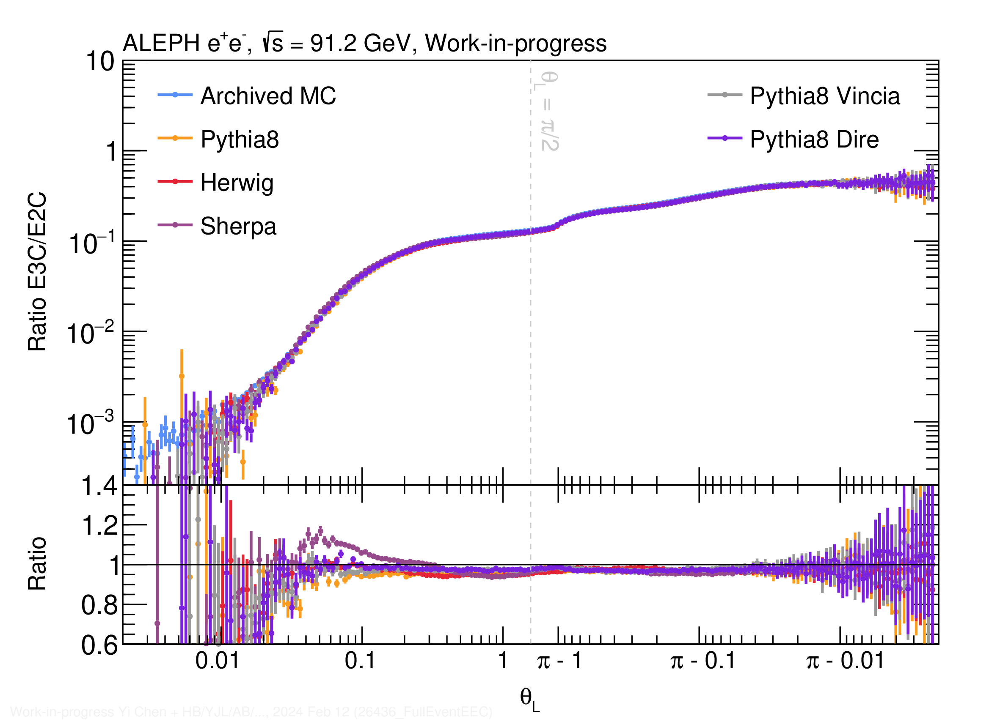 ALEPH e⁺e⁻, √s = 91.2 GeV, Work-in-progress
10
1
10⁻¹
10⁻²
10⁻³
Ratio E3C/E2C
Archived MC
Pythia8
Herwig
Sherpa
θL = π/2
Pythia8 Vincia
Pythia8 Dire
1.4
1.2
1
0.8
0.6
Ratio
0.01 0.1 1 π - 1 π - 0.1 π - 0.01
θL
Work-in-progress Yi Chen + HB/YJL/AB/..., 2024 Feb 12 (26436_FullEventEEC)